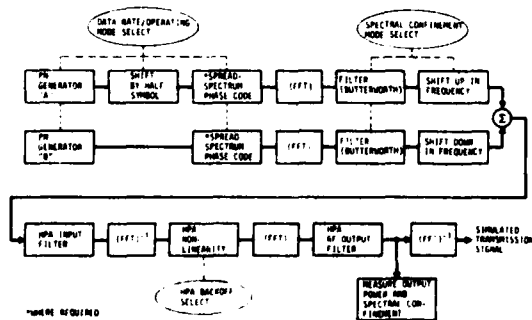 DATA RATE/OPERATING
MODE SELECT
SPECTRAL CONFINEMENT
MODE SELECT
PN
GENERATOR
"A"
SHIFT
BY HALF
SYMBOL
*SPREAD-
SPECTRUM
PHASE CODE
(FFT)
FILTER
(BUTTERWORTH)
SHIFT UP IN
FREQUENCY
PN
GENERATOR
"B"
*SPREAD
SPECTRUM
PHASE CODE
(FFT)
FILTER
(BUTTERWORTH)
SHIFT DOWN
IN FREQUENCY
Σ
HPA INPUT
FILTER
(FFT)⁻¹
HPA
NON-
LINEARITY
(FFT)
HPA
RF OUTPUT
FILTER
(FFT)⁻¹
SIMULATED
TRANSMISSION
SIGNAL
HPA BACKOFF
SELECT
MEASURE OUTPUT
POWER AND
SPECTRAL CON-
FINEMENT
*WHERE REQUIRED